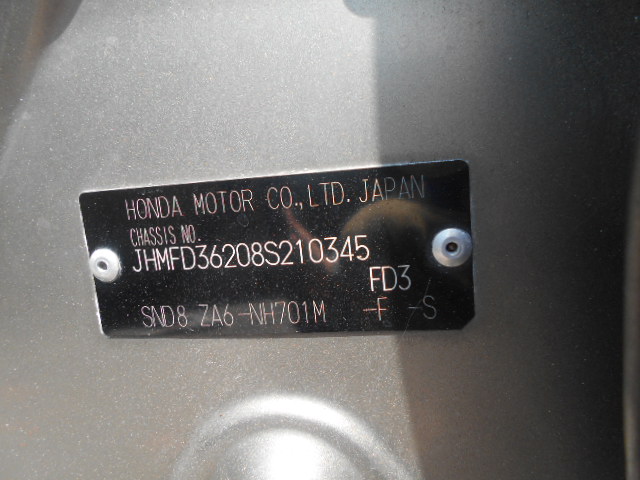 HONDA MOTOR CO.,LTD. JAPAN
CHASSIS NO.
JHMFD36208S210345
FD3
SND8 ZA6-NH701M -F -S